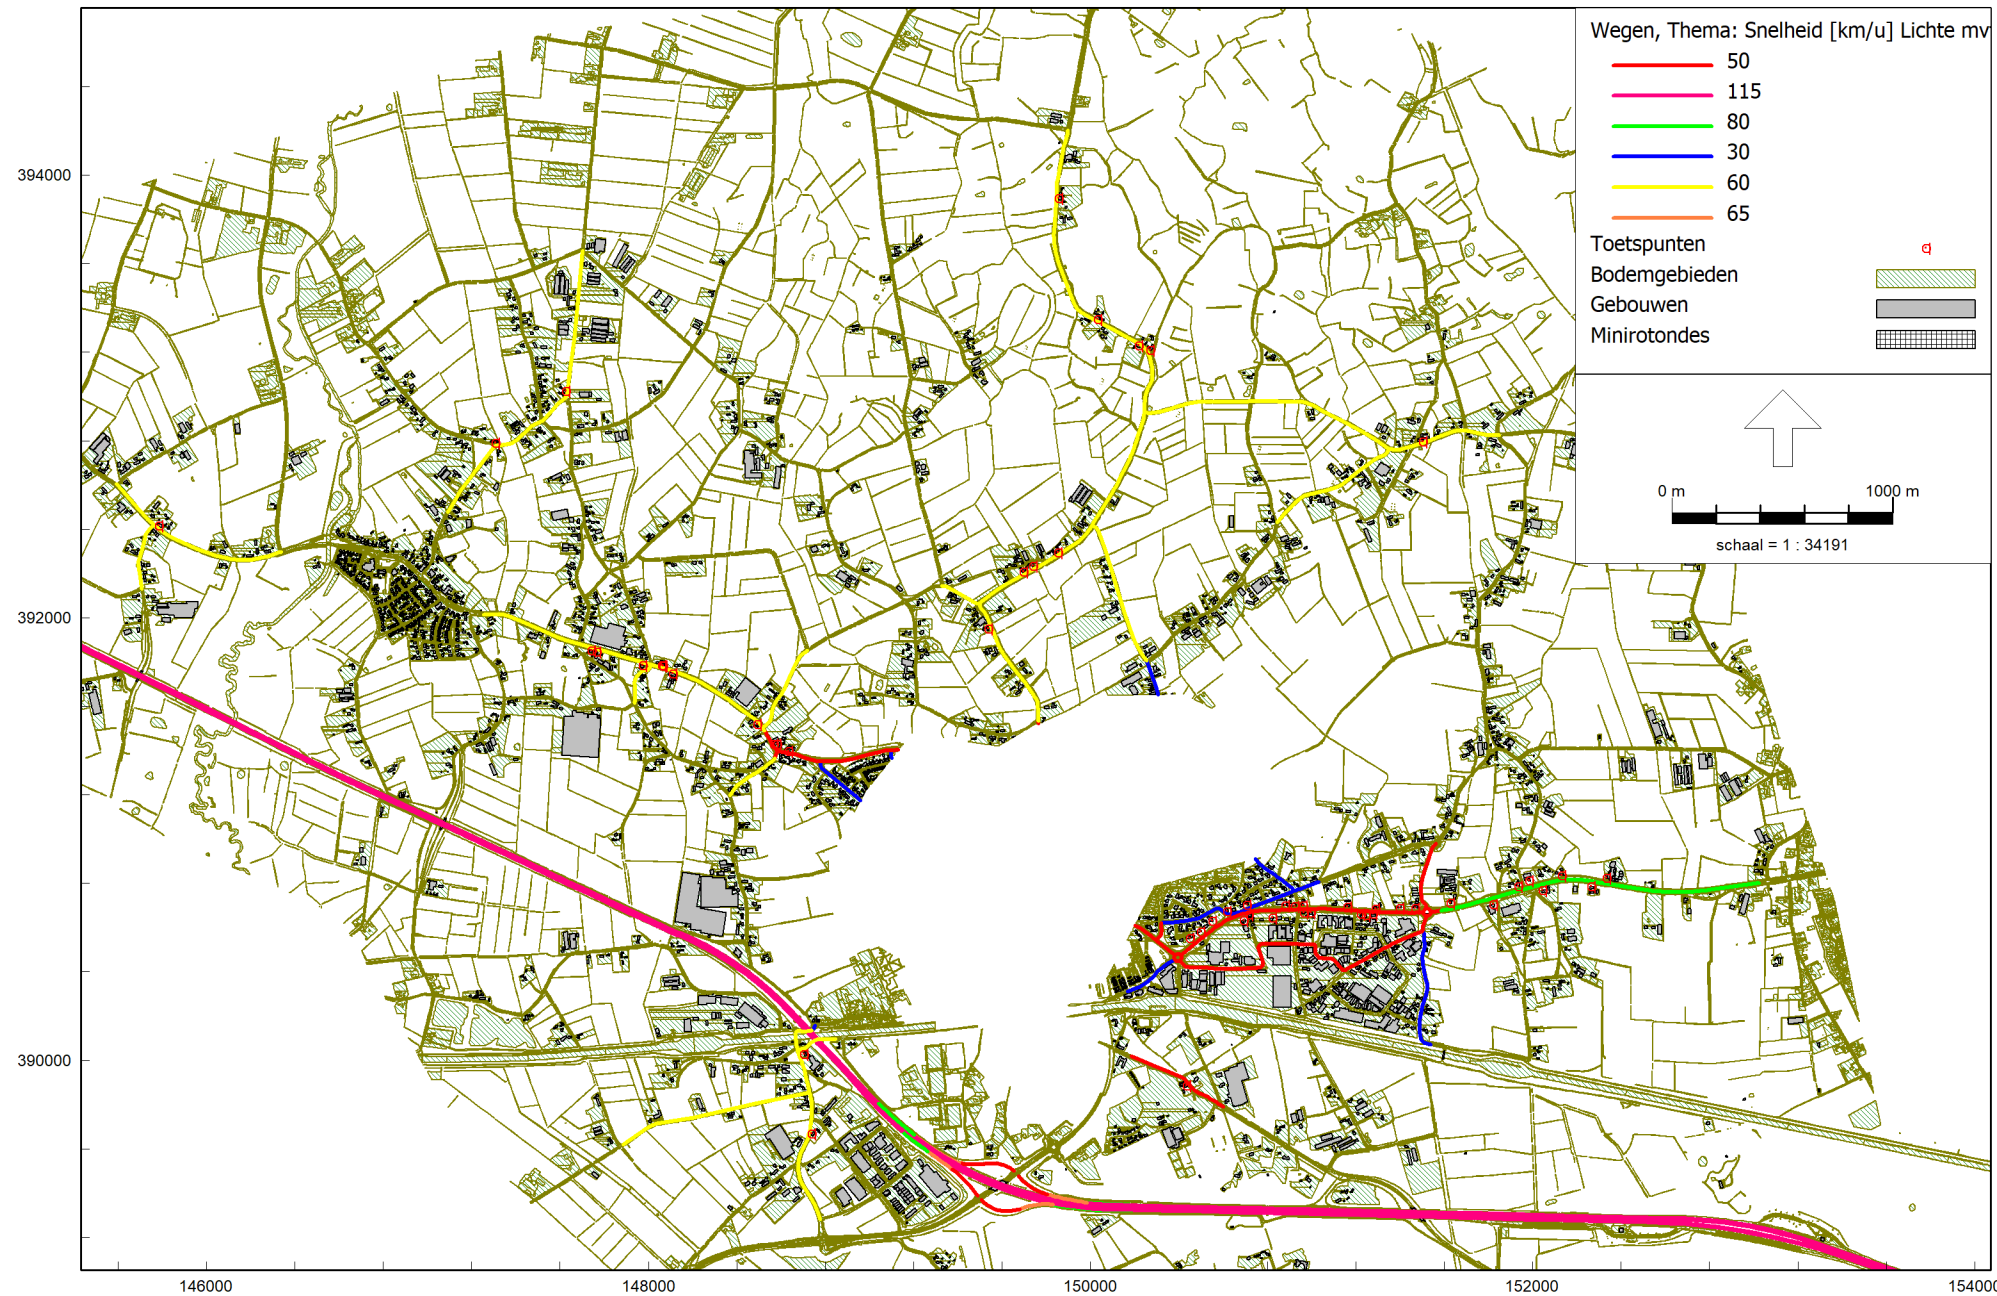 Wegen, Thema: Snelheid [km/u] Lichte mv
50
115
80
30
60
65
Toetspunten
Bodemgebieden
Gebouwen
Minirotondes
0 m 1000 m
schaal = 1 : 34191
394000
392000
390000
146000 148000 150000 152000 154000